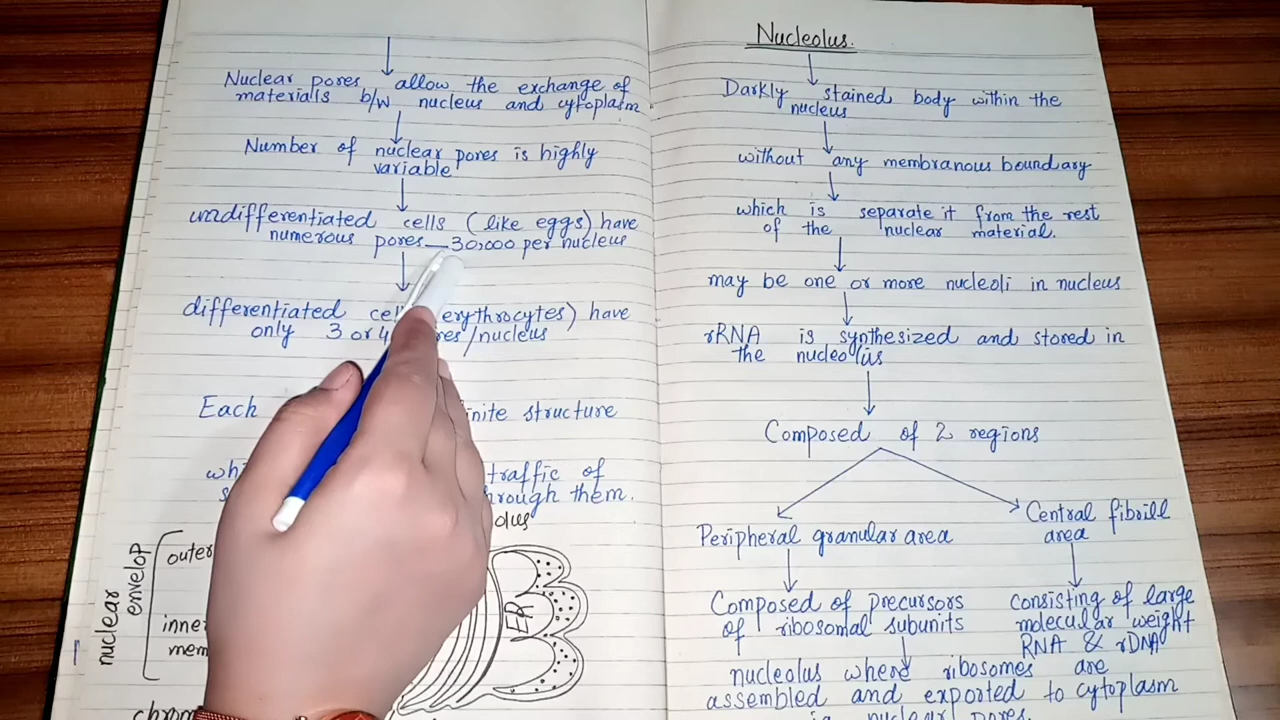 Nuclear pores allow the exchange of
materials b/w nucleus and cytoplasm
Number of nuclear pores is highly
variable
undifferentiated cells (like eggs) have
numerous pores — 30,000 per nucleus
differentiated erythrocytes) have
only 3 or 4 /nucleus
Each structure
traffic of
through them.
outer
nuclear
envelop
inner
ER
Nucleolus.
Darkly stained body within the
nucleus
without any membranous boundary
which is separate it from the rest
of the nuclear material.
may be one or more nucleoli in nucleus
rRNA is synthesized and stored in
the nucleolus
Composed of 2 regions
Peripheral granular area
Central fibrill
area
Composed of precursors
of ribosomal subunits
consisting of large
molecular weight
RNA & rDNA
nucleolus where ribosomes are
assembled and exported to cytoplasm
nuclear pores.